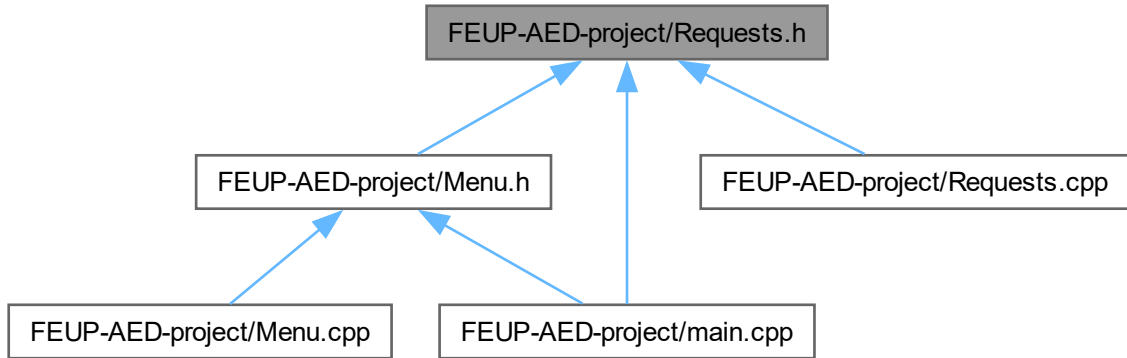 FEUP-AED-project/Requests.h
FEUP-AED-project/Menu.h
FEUP-AED-project/Requests.cpp
FEUP-AED-project/Menu.cpp
FEUP-AED-project/main.cpp